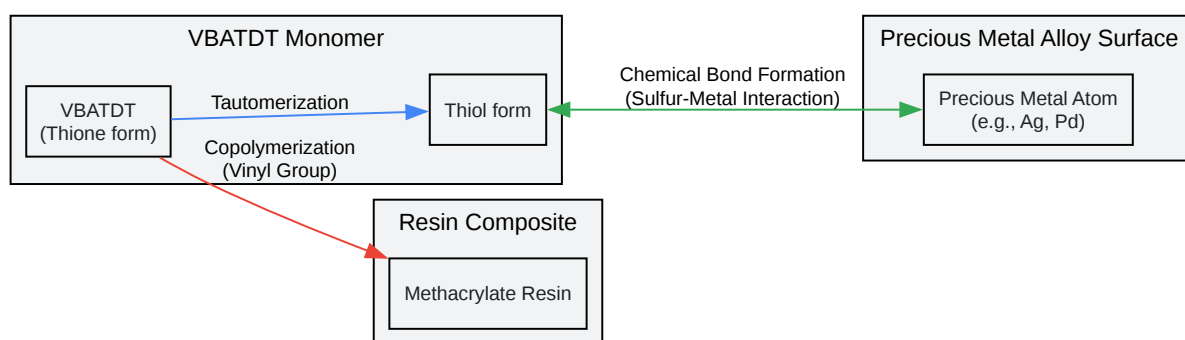 VBATDT Monomer
Precious Metal Alloy Surface
VBATDT
(Thione form)
Tautomerization
Thiol form
Chemical Bond Formation
(Sulfur-Metal Interaction)
Precious Metal Atom
(e.g., Ag, Pd)
Copolymerization
(Vinyl Group)
Resin Composite
Methacrylate Resin